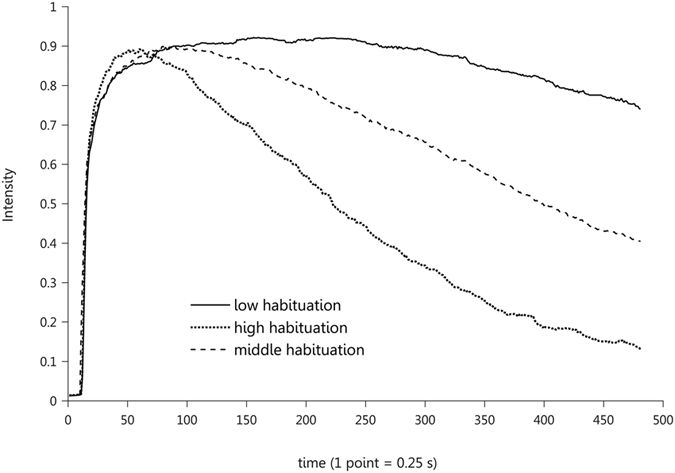 1
0.9
0.8
0.7
0.6
0.5
0.4
0.3
0.2
0.1
0
Intensity
low habituation
high habituation
middle habituation
0 50 100 150 200 250 300 350 400 450 500
time (1 point = 0.25 s)